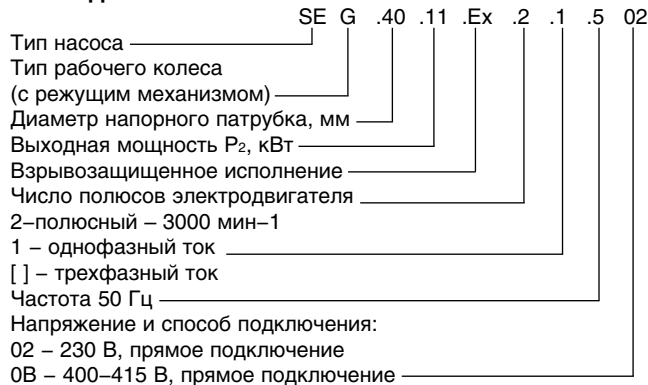 SE G .40 .11 .Ex .2 .1 .5 02
Тип насоса
Тип рабочего колеса
(с режущим механизмом)
Диаметр напорного патрубка, мм
Выходная мощность P₂, кВт
Взрывозащищенное исполнение
Число полюсов электродвигателя
2–полюсный – 3000 мин–1
1 – однофазный ток
[ ] – трехфазный ток
Частота 50 Гц
Напряжение и способ подключения:
02 – 230 В, прямое подключение
0В – 400–415 В, прямое подключение